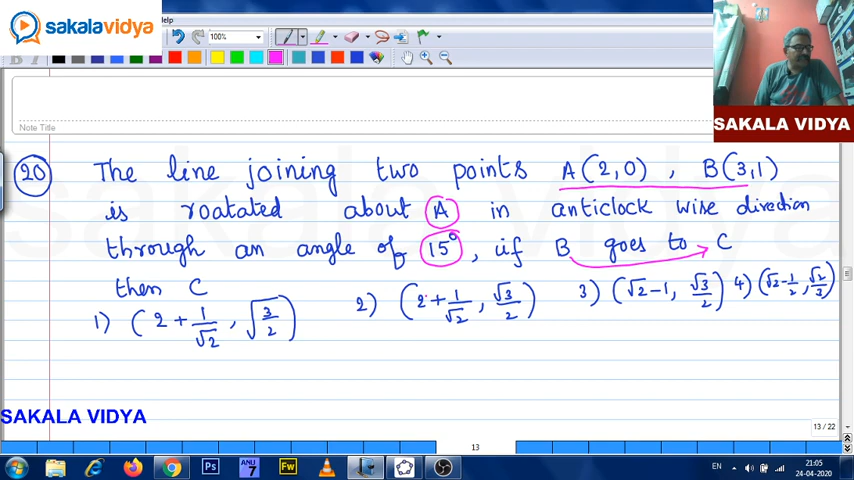 sakalavidya
Help
100%
SAKALA VIDYA
Note Title
20 The line joining two points A(2,0), B(3,1)
is roatated about A in anticlock wise direction
through an angle of 15°, if B goes to C
then C
1) (2 + 1/√2, √(3/2)) 2) (2 + 1/√2, √3/2) 3) (√2-1, √3/2) 4) (√2-1/2, √2/3)
SAKALA VIDYA
13 / 22
13
EN 21:05
24-04-2020